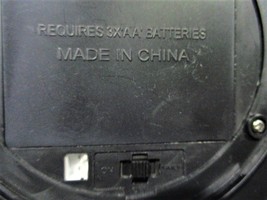 REQUIRES 3X'AA' BATTERIES
MADE IN CHINA